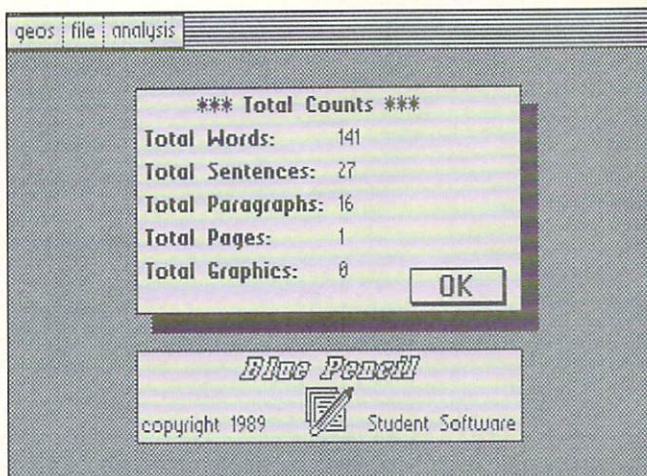 geos file analysis
*** Total Counts ***
Total Words: 141
Total Sentences: 27
Total Paragraphs: 16
Total Pages: 1
Total Graphics: 0
OK
Blue Pencil
copyright 1989 Student Software